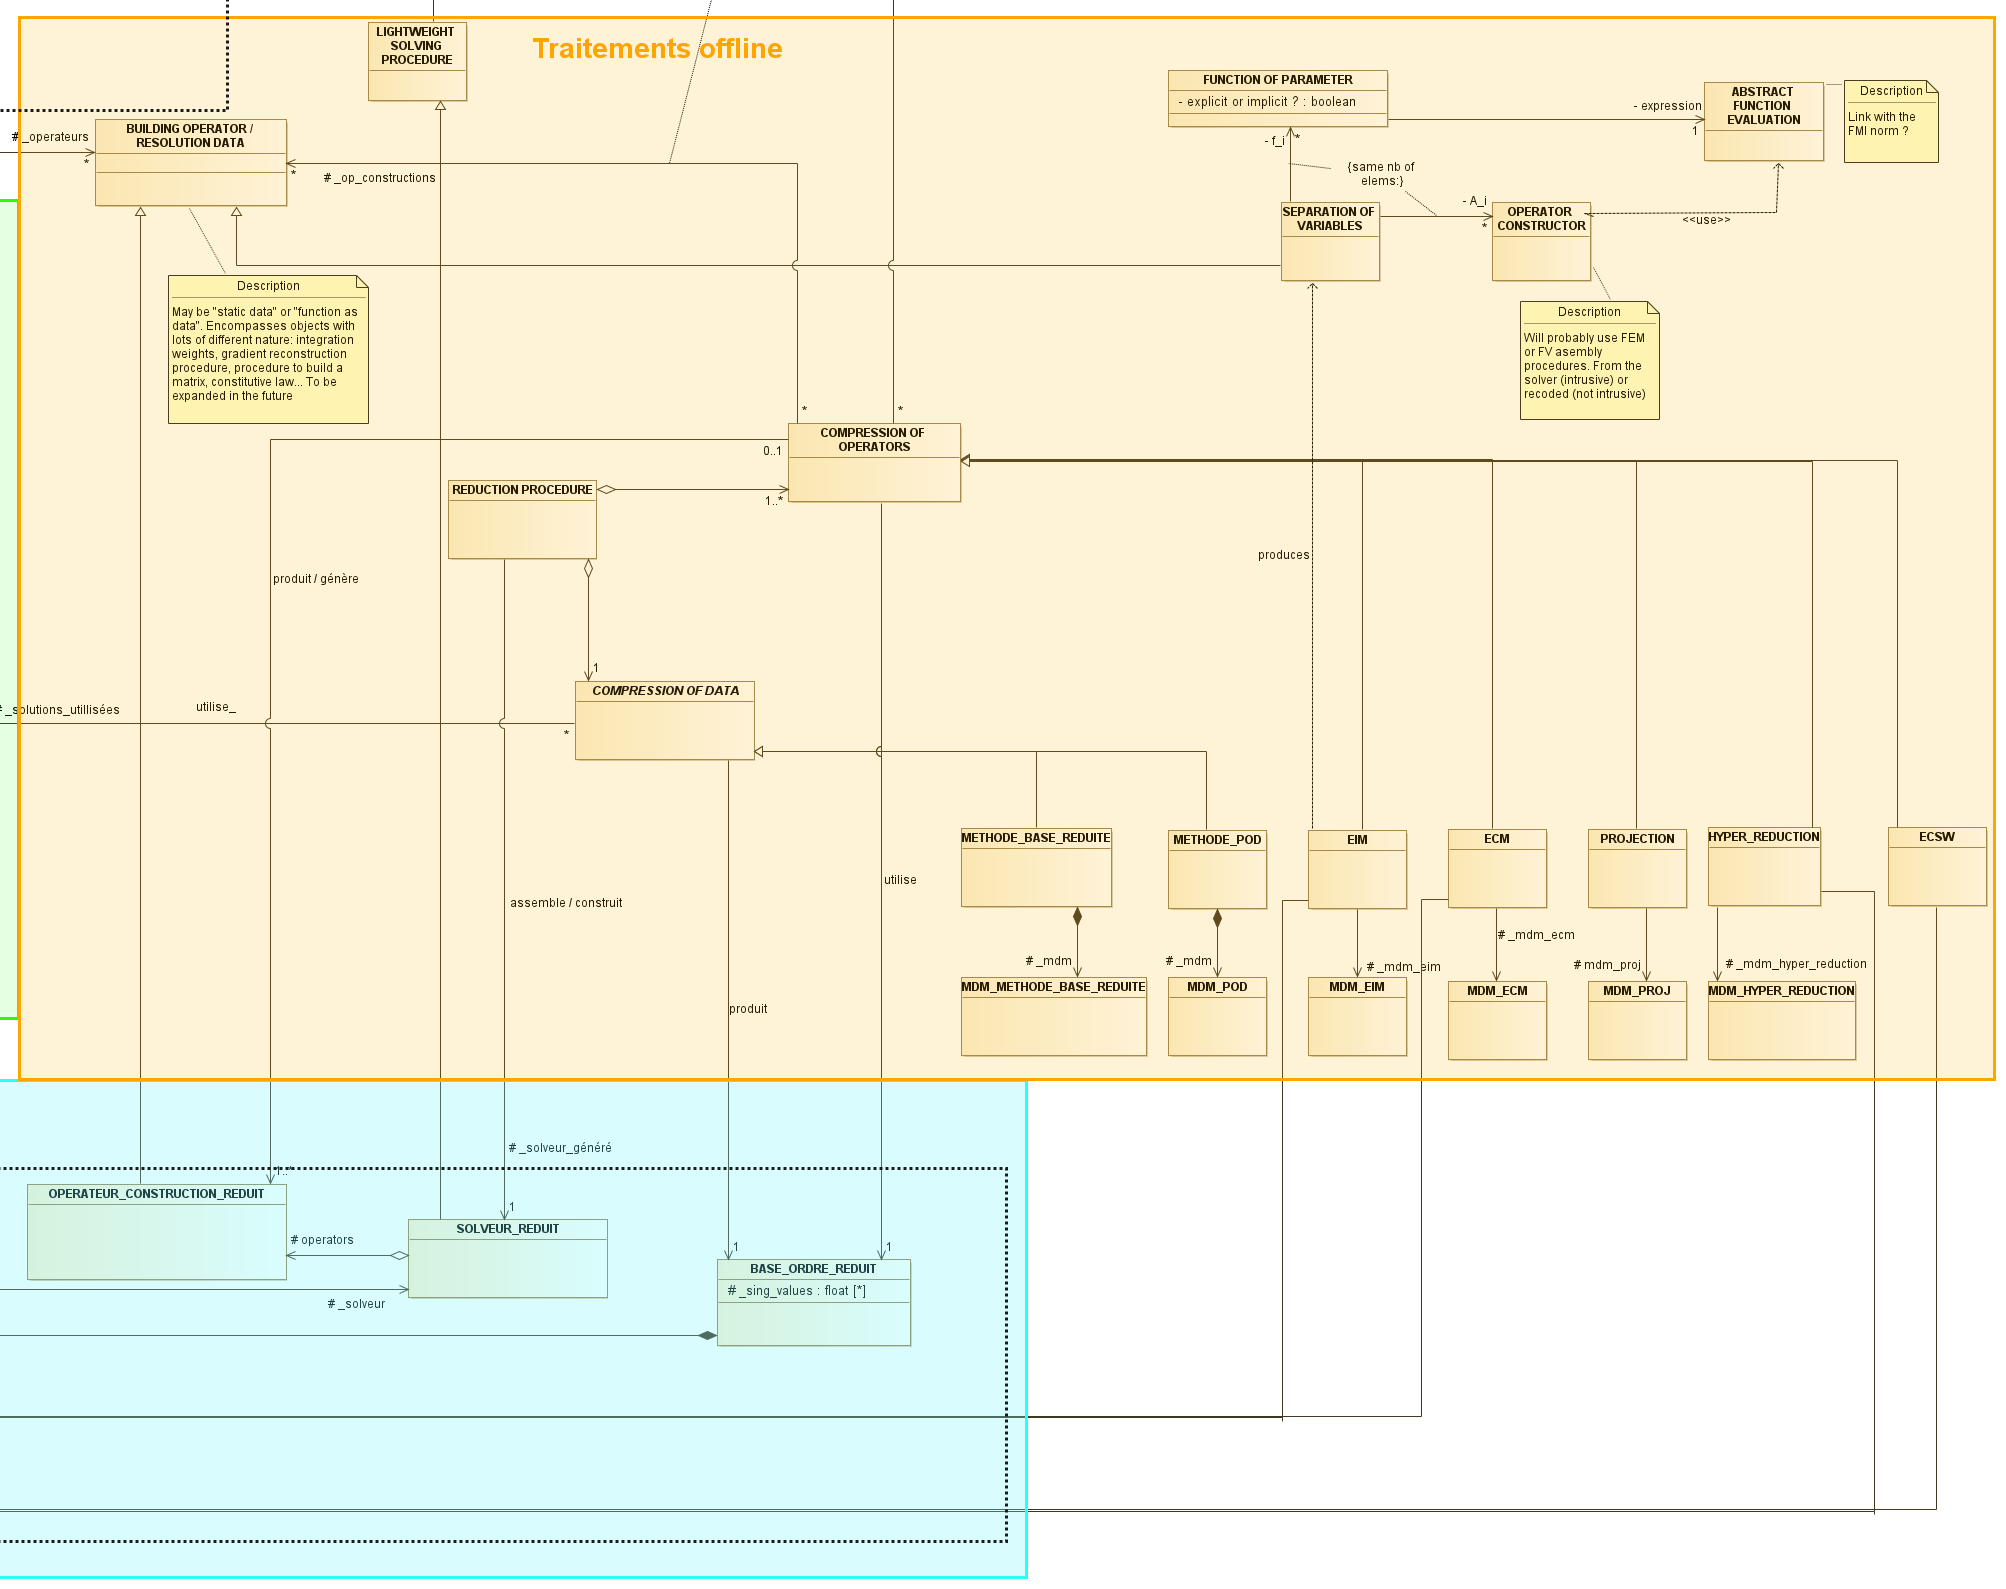 LIGHTWEIGHT
SOLVING
PROCEDURE
Traitements offline
FUNCTION OF PARAMETER
- explicit or implicit ? : boolean
- expression
1
ABSTRACT
FUNCTION
EVALUATION
Description
Link with the
FMI norm ?
# _operateurs
*
BUILDING OPERATOR /
RESOLUTION DATA
*
# _op_constructions
- f_i
*
{same nb of
elems:}
SEPARATION OF
VARIABLES
- A_i
*
OPERATOR
CONSTRUCTOR
<<use>>
Description
May be "static data" or "function as
data". Encompasses objects with
lots of different nature: integration
weights, gradient reconstruction
procedure, procedure to build a
matrix, constitutive law... To be
expanded in the future
Description
Will probably use FEM
or FV asembly
procedures. From the
solver (intrusive) or
recoded (not intrusive)
*
*
COMPRESSION OF
OPERATORS
0..1
REDUCTION PROCEDURE
1..*
produces
produit / génère
1
COMPRESSION OF DATA
# _solutions_utillisées
utilise_
*
METHODE_BASE_REDUITE
METHODE_POD
EIM
ECM
PROJECTION
HYPER_REDUCTION
ECSW
utilise
assemble / construit
# _mdm
# _mdm
# _mdm_eim
# _mdm_ecm
# mdm_proj
# _mdm_hyper_reduction
MDM_METHODE_BASE_REDUITE
MDM_POD
MDM_EIM
MDM_ECM
MDM_PROJ
MDM_HYPER_REDUCTION
produit
# _solveur_généré
1..*
OPERATEUR_CONSTRUCTION_REDUIT
1
SOLVEUR_REDUIT
# operators
# _solveur
1
1
BASE_ORDRE_REDUIT
# _sing_values : float [*]